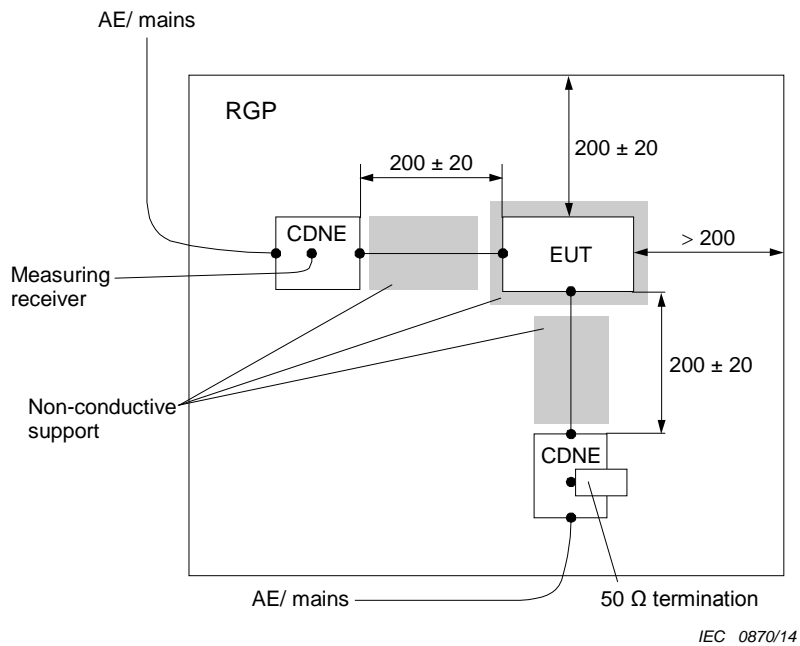 AE/ mains
RGP
200 ± 20
200 ± 20
CDNE
EUT
> 200
Measuring
receiver
200 ± 20
Non-conductive
support
CDNE
AE/ mains
50 Ω termination
IEC 0870/14